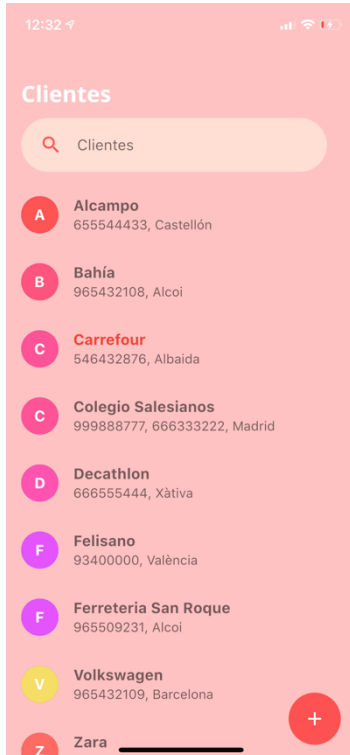 12:32
Clientes
Clientes
A
Alcampo
655544433, Castellón
B
Bahía
965432108, Alcoi
C
Carrefour
546432876, Albaida
C
Colegio Salesianos
999888777, 666333222, Madrid
D
Decathlon
666555444, Xàtiva
F
Felisano
93400000, València
F
Ferreteria San Roque
965509231, Alcoi
V
Volkswagen
965432109, Barcelona
Z
Zara
+